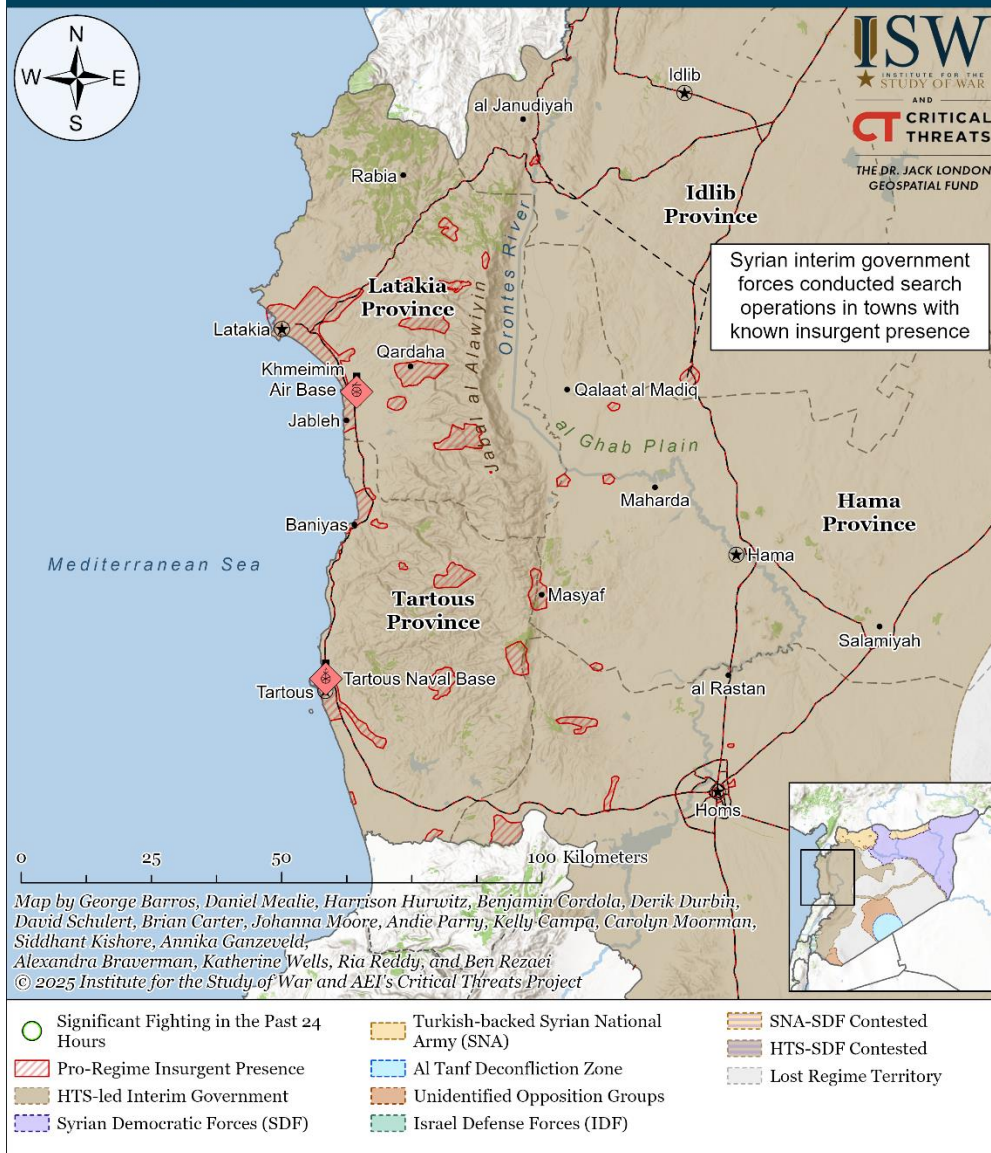 N
W
E
S
ISW
INSTITUTE FOR THE
STUDY OF WAR
AND
CT CRITICAL
THREATS
THE DR. JACK LONDON
GEOSPATIAL FUND
Idlib
al Janudiyah
Rabia
Idlib
Province
Orontes River
Syrian interim government
forces conducted search
operations in towns with
known insurgent presence
Latakia
Province
Latakia
Jabal al Alawiyin
Qardaha
Khmeimim
Air Base
Qalaat al Madiq
Jableh
al Ghab Plain
Maharda
Hama
Province
Baniyas
Hama
Mediterranean Sea
Masyaf
Tartous
Province
Salamiyah
Tartous Naval Base
al Rastan
Tartous
Homs
0 25 50 100 Kilometers
Map by George Barros, Daniel Mealie, Harrison Hurwitz, Benjamin Cordola, Derik Durbin,
David Schulert, Brian Carter, Johanna Moore, Andie Parry, Kelly Campa, Carolyn Moorman,
Siddhant Kishore, Annika Ganzeveld,
Alexandra Braverman, Katherine Wells, Ria Reddy, and Ben Rezaei
© 2025 Institute for the Study of War and AEI's Critical Threats Project
Significant Fighting in the Past 24
Hours
Pro-Regime Insurgent Presence
HTS-led Interim Government
Syrian Democratic Forces (SDF)
Turkish-backed Syrian National
Army (SNA)
Al Tanf Deconfliction Zone
Unidentified Opposition Groups
Israel Defense Forces (IDF)
SNA-SDF Contested
HTS-SDF Contested
Lost Regime Territory